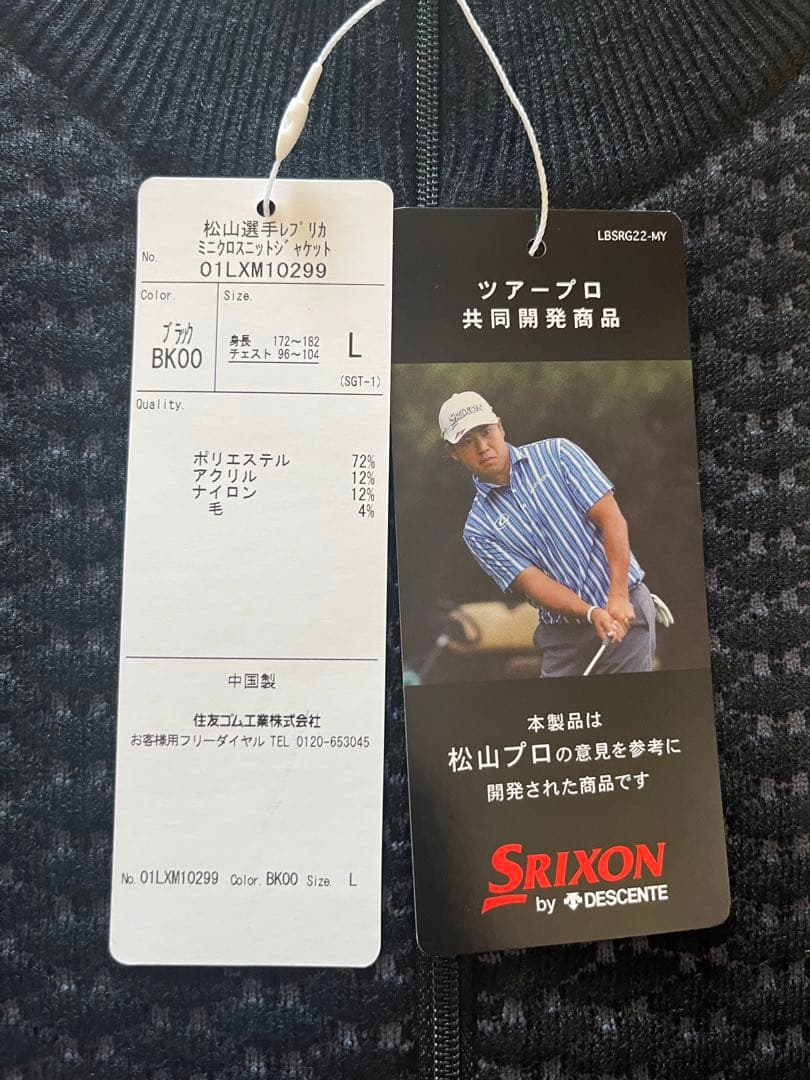 松山選手ﾚﾌﾟﾘｶ
ﾐﾆｸﾛｽﾆｯﾄｼﾞｬｹｯﾄ
No. 01LXM10299
Color. Size.
ﾌﾞﾗｯｸ
BK00
身長 172～182
チェスト 96～104
L
(SGT-1)
Quality.
ポリエステル 72%
アクリル 12%
ナイロン 12%
毛 4%
中国製
住友ゴム工業株式会社
お客様用フリーダイヤル TEL 0120-653045
No. 01LXM10299 Color. BK00 Size. L
LBSRG22-MY
ツアープロ
共同開発商品
SRIXON
本製品は
松山プロの意見を参考に
開発された商品です
SRIXON
by DESCENTE